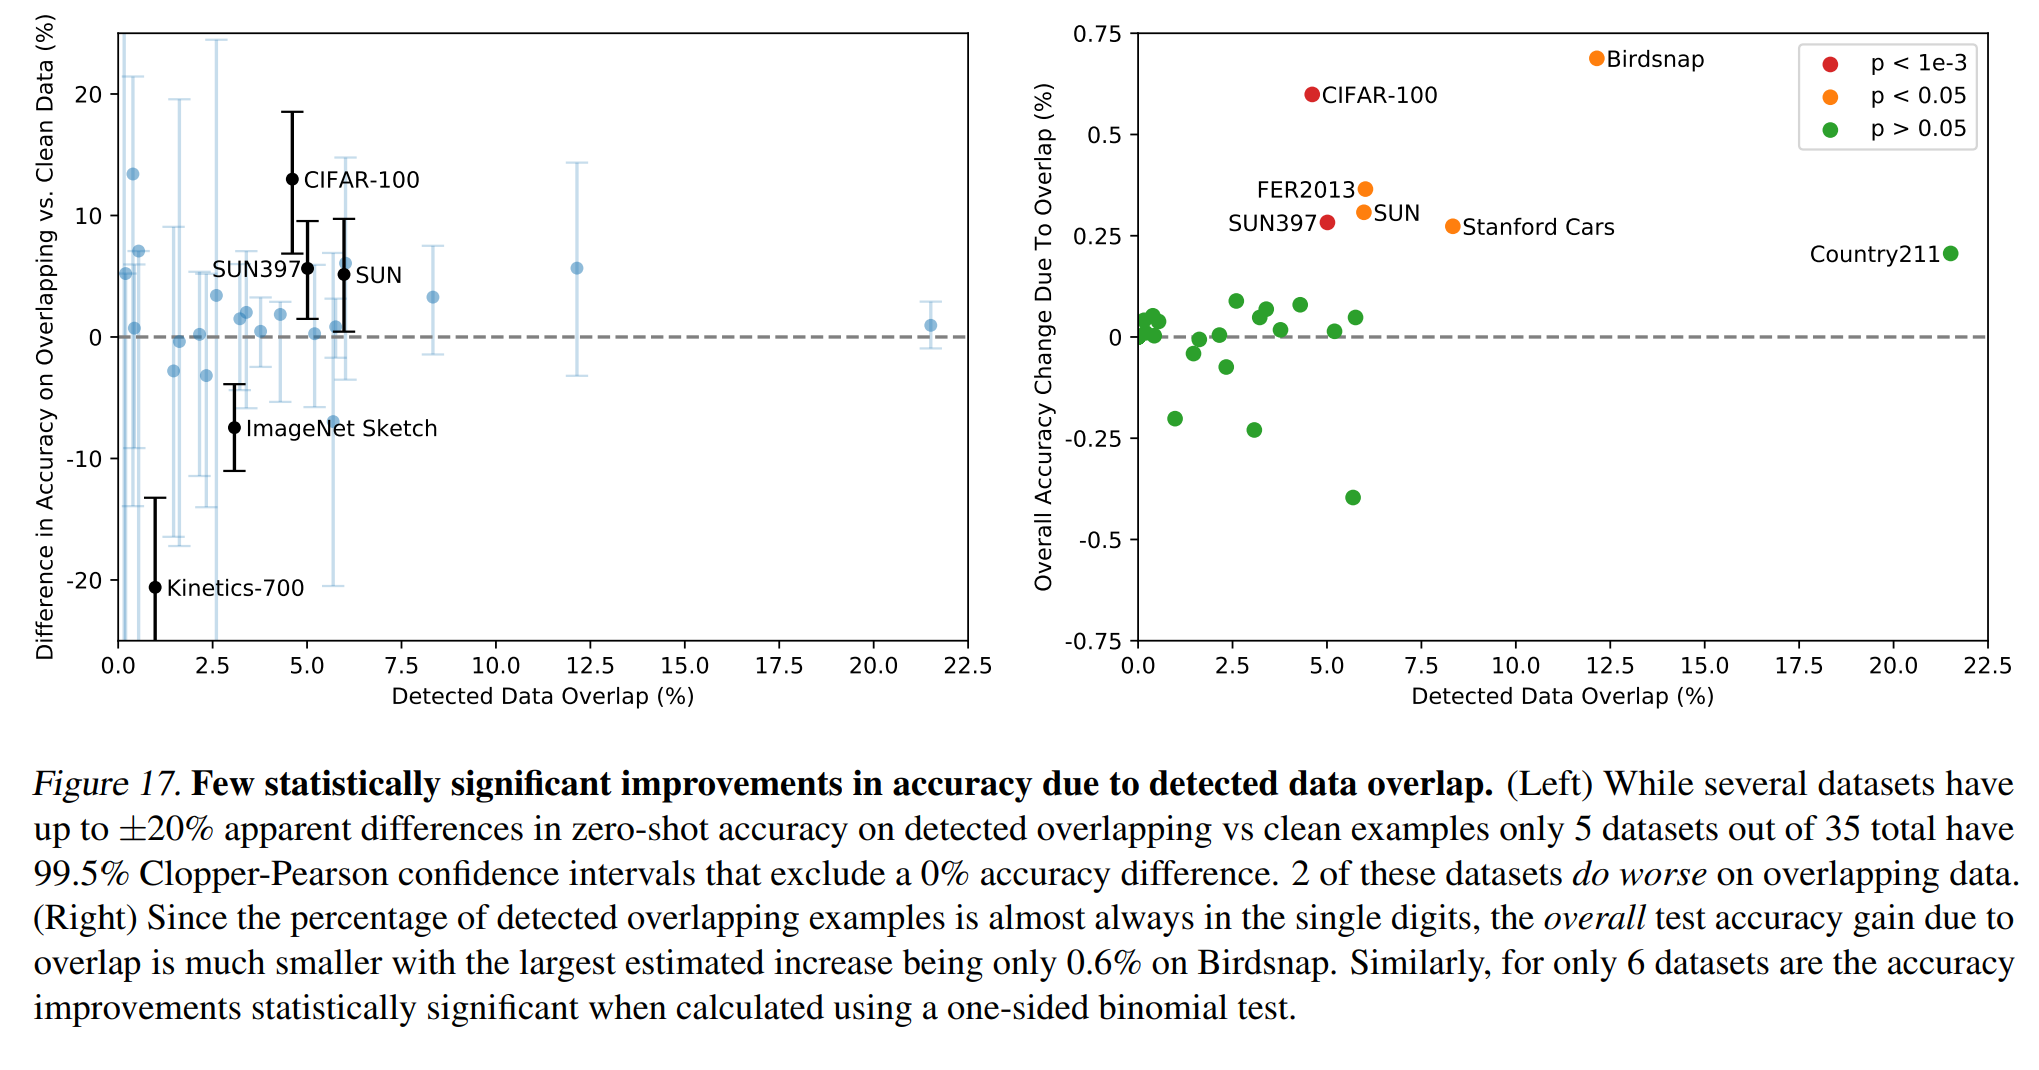 Difference in Accuracy on Overlapping vs. Clean Data (%)
20
10
0
-10
-20
CIFAR-100
SUN397
SUN
ImageNet Sketch
Kinetics-700
0.0 2.5 5.0 7.5 10.0 12.5 15.0 17.5 20.0 22.5
Detected Data Overlap (%)
Overall Accuracy Change Due To Overlap (%)
0.75
0.5
0.25
0
-0.25
-0.5
-0.75
Birdsnap
CIFAR-100
FER2013
SUN
SUN397
Stanford Cars
Country211
p < 1e-3
p < 0.05
p > 0.05
0.0 2.5 5.0 7.5 10.0 12.5 15.0 17.5 20.0 22.5
Detected Data Overlap (%)
Figure 17. Few statistically significant improvements in accuracy due to detected data overlap. (Left) While several datasets have
up to ±20% apparent differences in zero-shot accuracy on detected overlapping vs clean examples only 5 datasets out of 35 total have
99.5% Clopper-Pearson confidence intervals that exclude a 0% accuracy difference. 2 of these datasets do worse on overlapping data.
(Right) Since the percentage of detected overlapping examples is almost always in the single digits, the overall test accuracy gain due to
overlap is much smaller with the largest estimated increase being only 0.6% on Birdsnap. Similarly, for only 6 datasets are the accuracy
improvements statistically significant when calculated using a one-sided binomial test.